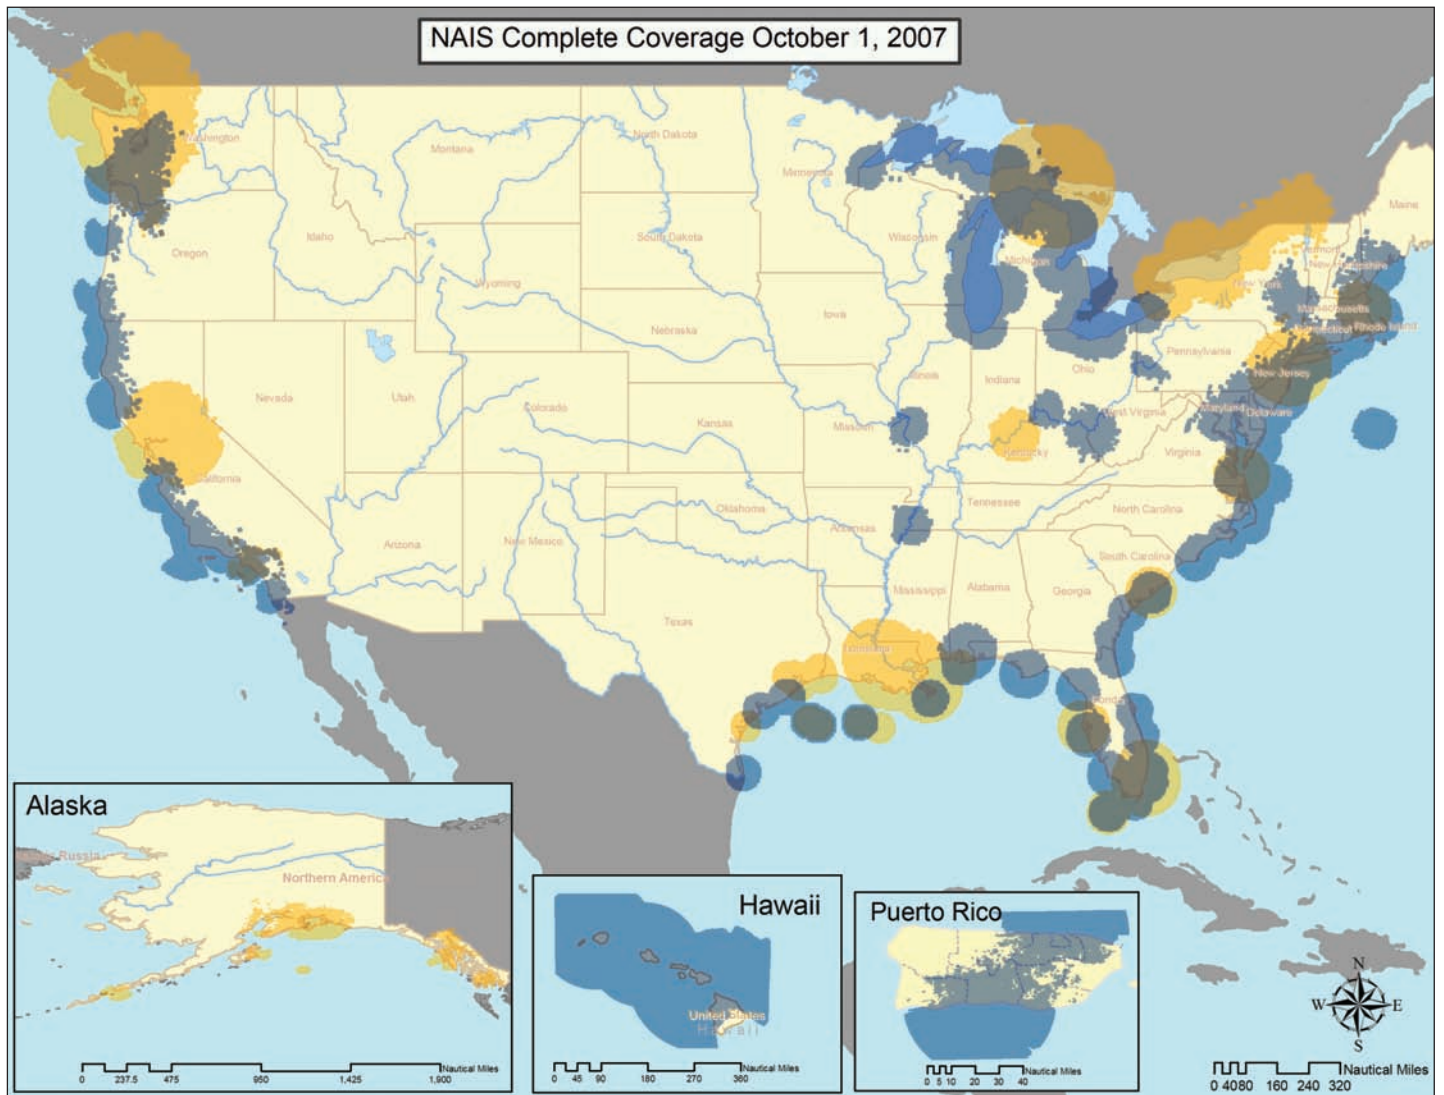 NAIS Complete Coverage October 1, 2007
Washington
Montana
North Dakota
Minnesota
Maine
Oregon
Idaho
South Dakota
Wisconsin
Michigan
Vermont
New Hampshire
Wyoming
New York
Iowa
Massachusetts
Nebraska
Connecticut Rhode Island
Pennsylvania
Nevada
Utah
Colorado
Illinois
Indiana
Ohio
New Jersey
Kansas
Missouri
West Virginia
Maryland
Delaware
Kentucky
Virginia
California
Oklahoma
Tennessee
North Carolina
Arizona
New Mexico
Arkansas
South Carolina
Mississippi
Alabama
Georgia
Texas
Louisiana
Florida
Alaska
Russia
Northern America
0 237.5 475 950 1,425 1,900
Nautical Miles
Hawaii
United States
Hawaii
0 45 90 180 270 360
Nautical Miles
Puerto Rico
0 5 10 20 30 40
Nautical Miles
N
W E
S
Nautical Miles
0 40 80 160 240 320